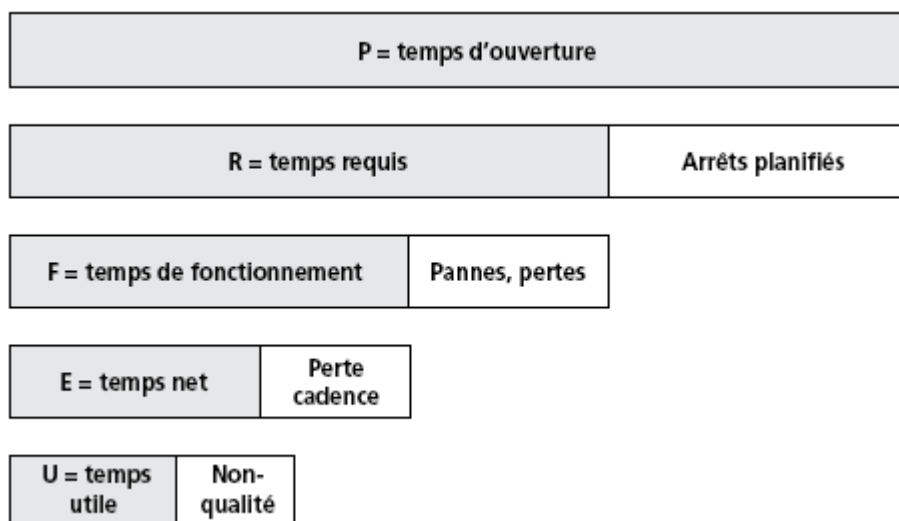 P = temps d’ouverture
R = temps requis
Arrêts planifiés
F = temps de fonctionnement
Pannes, pertes
E = temps net
Perte
cadence
U = temps
utile
Non-
qualité